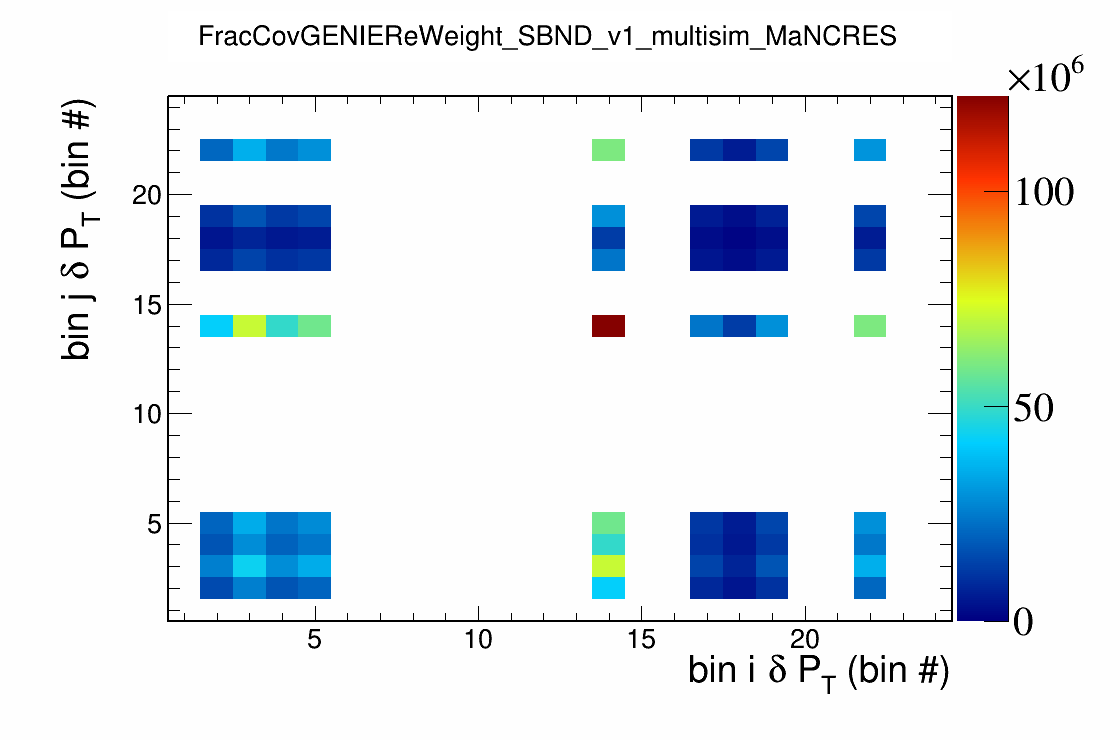 FracCovGENIEReWeight_SBND_v1_multisim_MaNCRES
×10^6
bin j δ P_T (bin #)
20
15
10
5
100
50
0
5 10 15 20
bin i δ P_T (bin #)